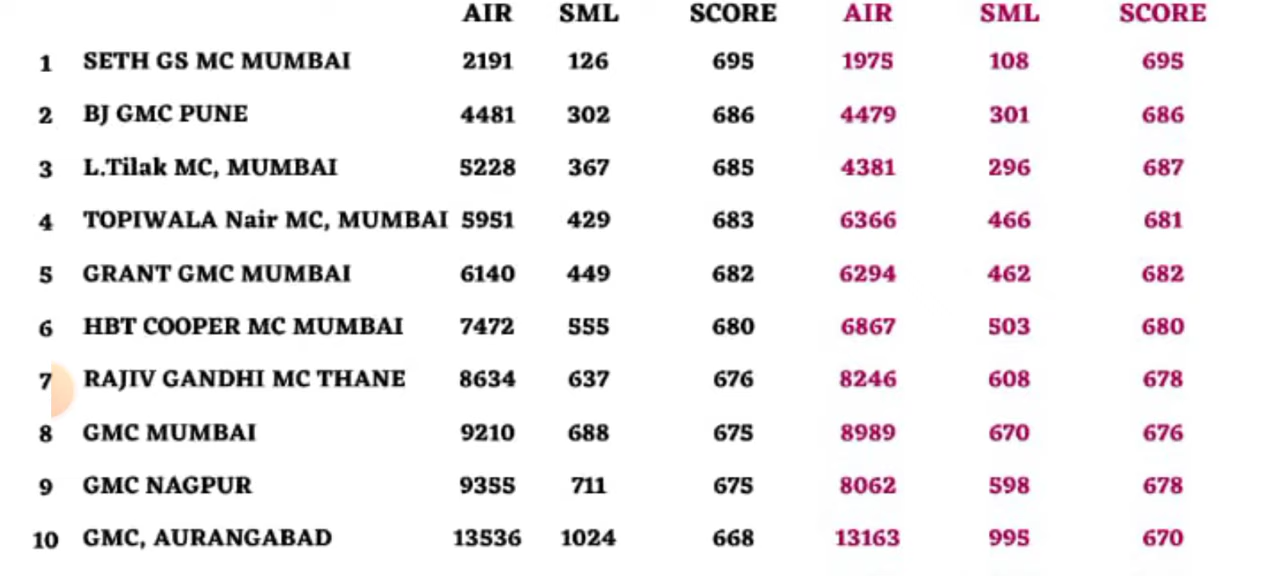 AIR SML SCORE AIR SML SCORE
1 SETH GS MC MUMBAI 2191 126 695 1975 108 695
2 BJ GMC PUNE 4481 302 686 4479 301 686
3 L.Tilak MC, MUMBAI 5228 367 685 4381 296 687
4 TOPIWALA Nair MC, MUMBAI 5951 429 683 6366 466 681
5 GRANT GMC MUMBAI 6140 449 682 6294 462 682
6 HBT COOPER MC MUMBAI 7472 555 680 6867 503 680
7 RAJIV GANDHI MC THANE 8634 637 676 8246 608 678
8 GMC MUMBAI 9210 688 675 8989 670 676
9 GMC NAGPUR 9355 711 675 8062 598 678
10 GMC, AURANGABAD 13536 1024 668 13163 995 670